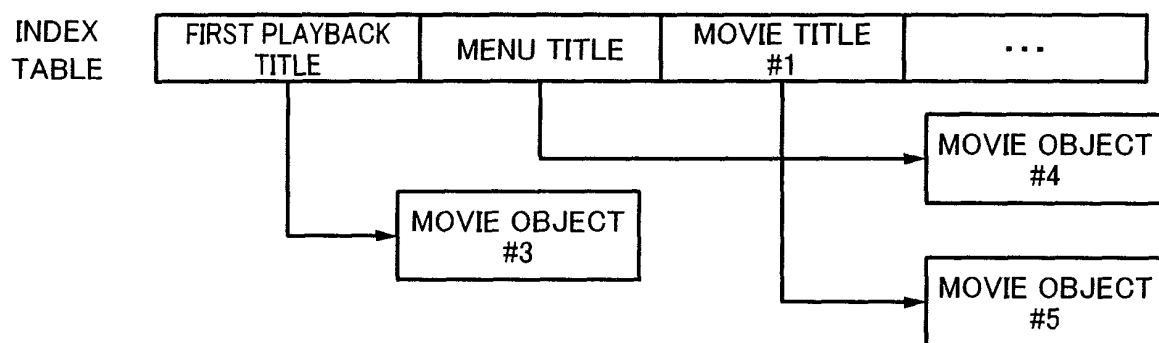 INDEX
TABLE
FIRST PLAYBACK
TITLE
MENU TITLE
MOVIE TITLE
#1
...
MOVIE OBJECT
#4
MOVIE OBJECT
#3
MOVIE OBJECT
#5